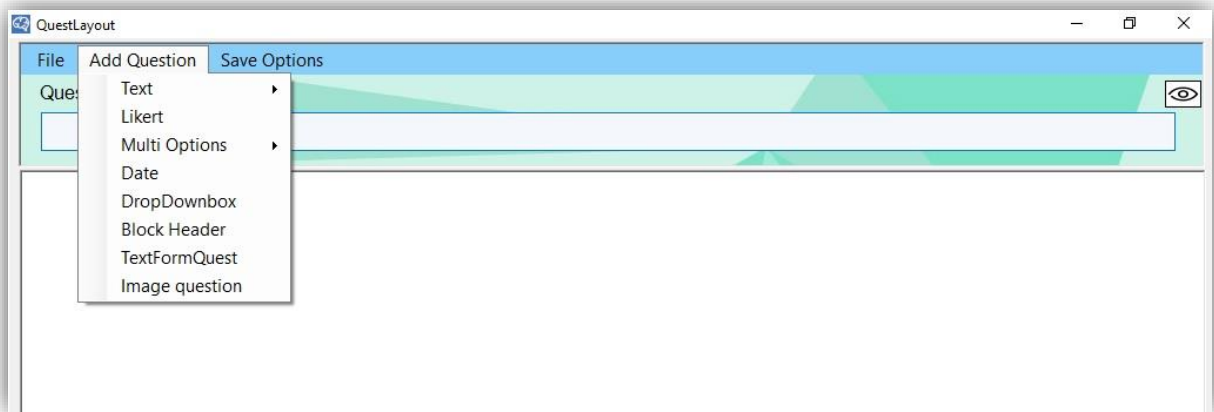 QuestLayout
File Add Question Save Options
Text
Likert
Multi Options
Date
DropDownbox
Block Header
TextFormQuest
Image question